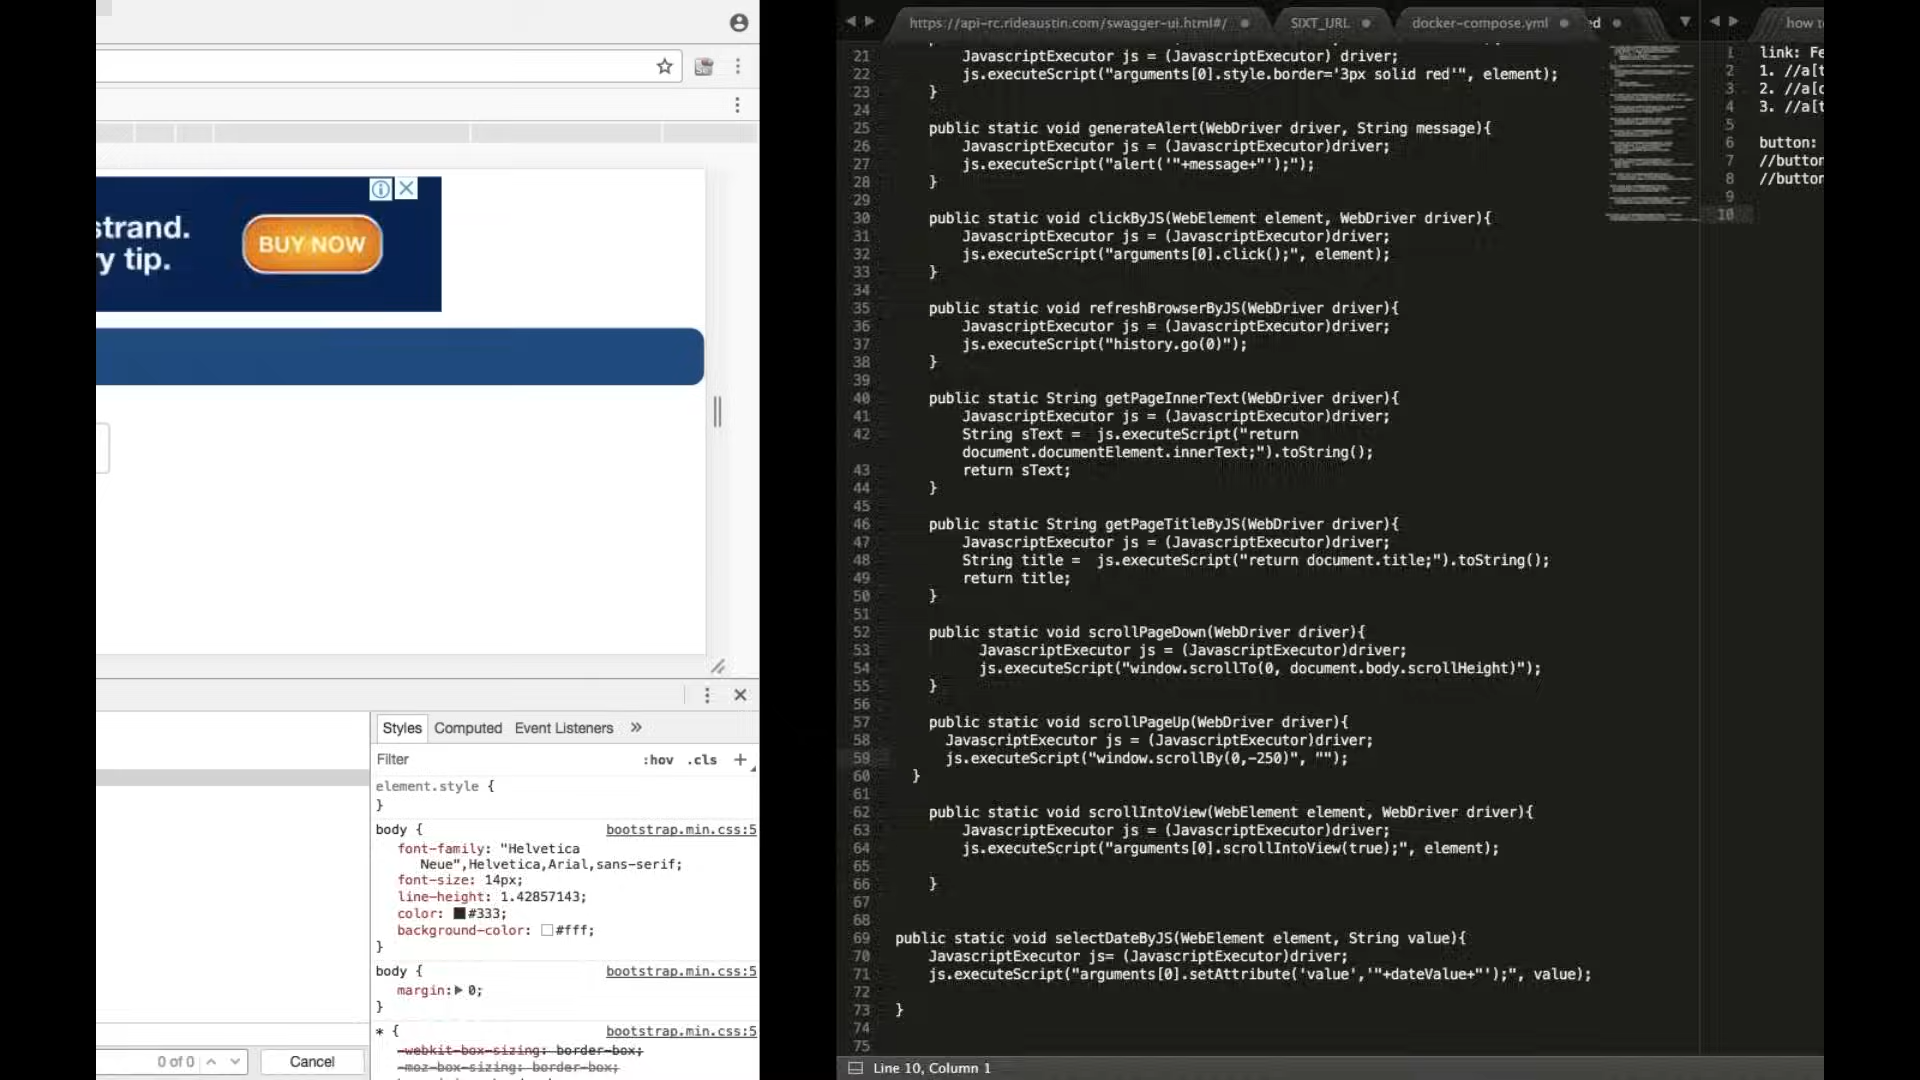 strand.
ry tip.
BUY NOW
Styles Computed Event Listeners »
Filter :hov .cls +
element.style {
}
body { bootstrap.min.css:5
font-family: "Helvetica
Neue",Helvetica,Arial,sans-serif;
font-size: 14px;
line-height: 1.42857143;
color: #333;
background-color: #fff;
}
body { bootstrap.min.css:5
margin:▶ 0;
}
* { bootstrap.min.css:5
-webkit-box-sizing: border-box;
-moz-box-sizing: border-box;
0 of 0 Cancel
https://api-rc.rideaustin.com/swagger-ui.html#/ SIXT_URL docker-compose.yml ed
21 JavascriptExecutor js = (JavascriptExecutor) driver;
22 js.executeScript("arguments[0].style.border='3px solid red'", element);
23 }
24
25 public static void generateAlert(WebDriver driver, String message){
26 JavascriptExecutor js = (JavascriptExecutor)driver;
27 js.executeScript("alert('"+message+"');");
28 }
29
30 public static void clickByJS(WebElement element, WebDriver driver){
31 JavascriptExecutor js = (JavascriptExecutor)driver;
32 js.executeScript("arguments[0].click();", element);
33 }
34
35 public static void refreshBrowserByJS(WebDriver driver){
36 JavascriptExecutor js = (JavascriptExecutor)driver;
37 js.executeScript("history.go(0)");
38 }
39
40 public static String getPageInnerText(WebDriver driver){
41 JavascriptExecutor js = (JavascriptExecutor)driver;
42 String sText = js.executeScript("return
document.documentElement.innerText;").toString();
43 return sText;
44 }
45
46 public static String getPageTitleByJS(WebDriver driver){
47 JavascriptExecutor js = (JavascriptExecutor)driver;
48 String title = js.executeScript("return document.title;").toString();
49 return title;
50 }
51
52 public static void scrollPageDown(WebDriver driver){
53 JavascriptExecutor js = (JavascriptExecutor)driver;
54 js.executeScript("window.scrollTo(0, document.body.scrollHeight)");
55 }
56
57 public static void scrollPageUp(WebDriver driver){
58 JavascriptExecutor js = (JavascriptExecutor)driver;
59 js.executeScript("window.scrollBy(0,-250)", "");
60 }
61
62 public static void scrollIntoView(WebElement element, WebDriver driver){
63 JavascriptExecutor js = (JavascriptExecutor)driver;
64 js.executeScript("arguments[0].scrollIntoView(true);", element);
65
66 }
67
68
69 public static void selectDateByJS(WebElement element, String value){
70 JavascriptExecutor js= (JavascriptExecutor)driver;
71 js.executeScript("arguments[0].setAttribute('value','"+dateValue+"');", value);
72
73 }
74
75
Line 10, Column 1
how t
1 link: Fe
2 1. //a[t
3 2. //a[
4 3. //a[t
5
6 button:
7 //button
8 //button
9
10